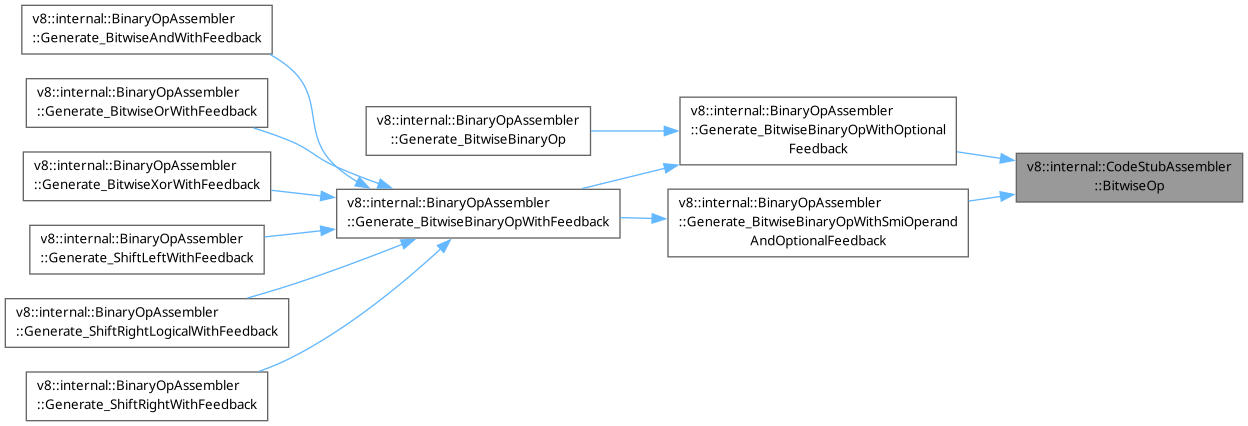 v8::internal::BinaryOpAssembler
::Generate_BitwiseAndWithFeedback
v8::internal::BinaryOpAssembler
::Generate_BitwiseOrWithFeedback
v8::internal::BinaryOpAssembler
::Generate_BitwiseXorWithFeedback
v8::internal::BinaryOpAssembler
::Generate_ShiftLeftWithFeedback
v8::internal::BinaryOpAssembler
::Generate_ShiftRightLogicalWithFeedback
v8::internal::BinaryOpAssembler
::Generate_ShiftRightWithFeedback
v8::internal::BinaryOpAssembler
::Generate_BitwiseBinaryOp
v8::internal::BinaryOpAssembler
::Generate_BitwiseBinaryOpWithFeedback
v8::internal::BinaryOpAssembler
::Generate_BitwiseBinaryOpWithOptional
Feedback
v8::internal::BinaryOpAssembler
::Generate_BitwiseBinaryOpWithSmiOperand
AndOptionalFeedback
v8::internal::CodeStubAssembler
::BitwiseOp